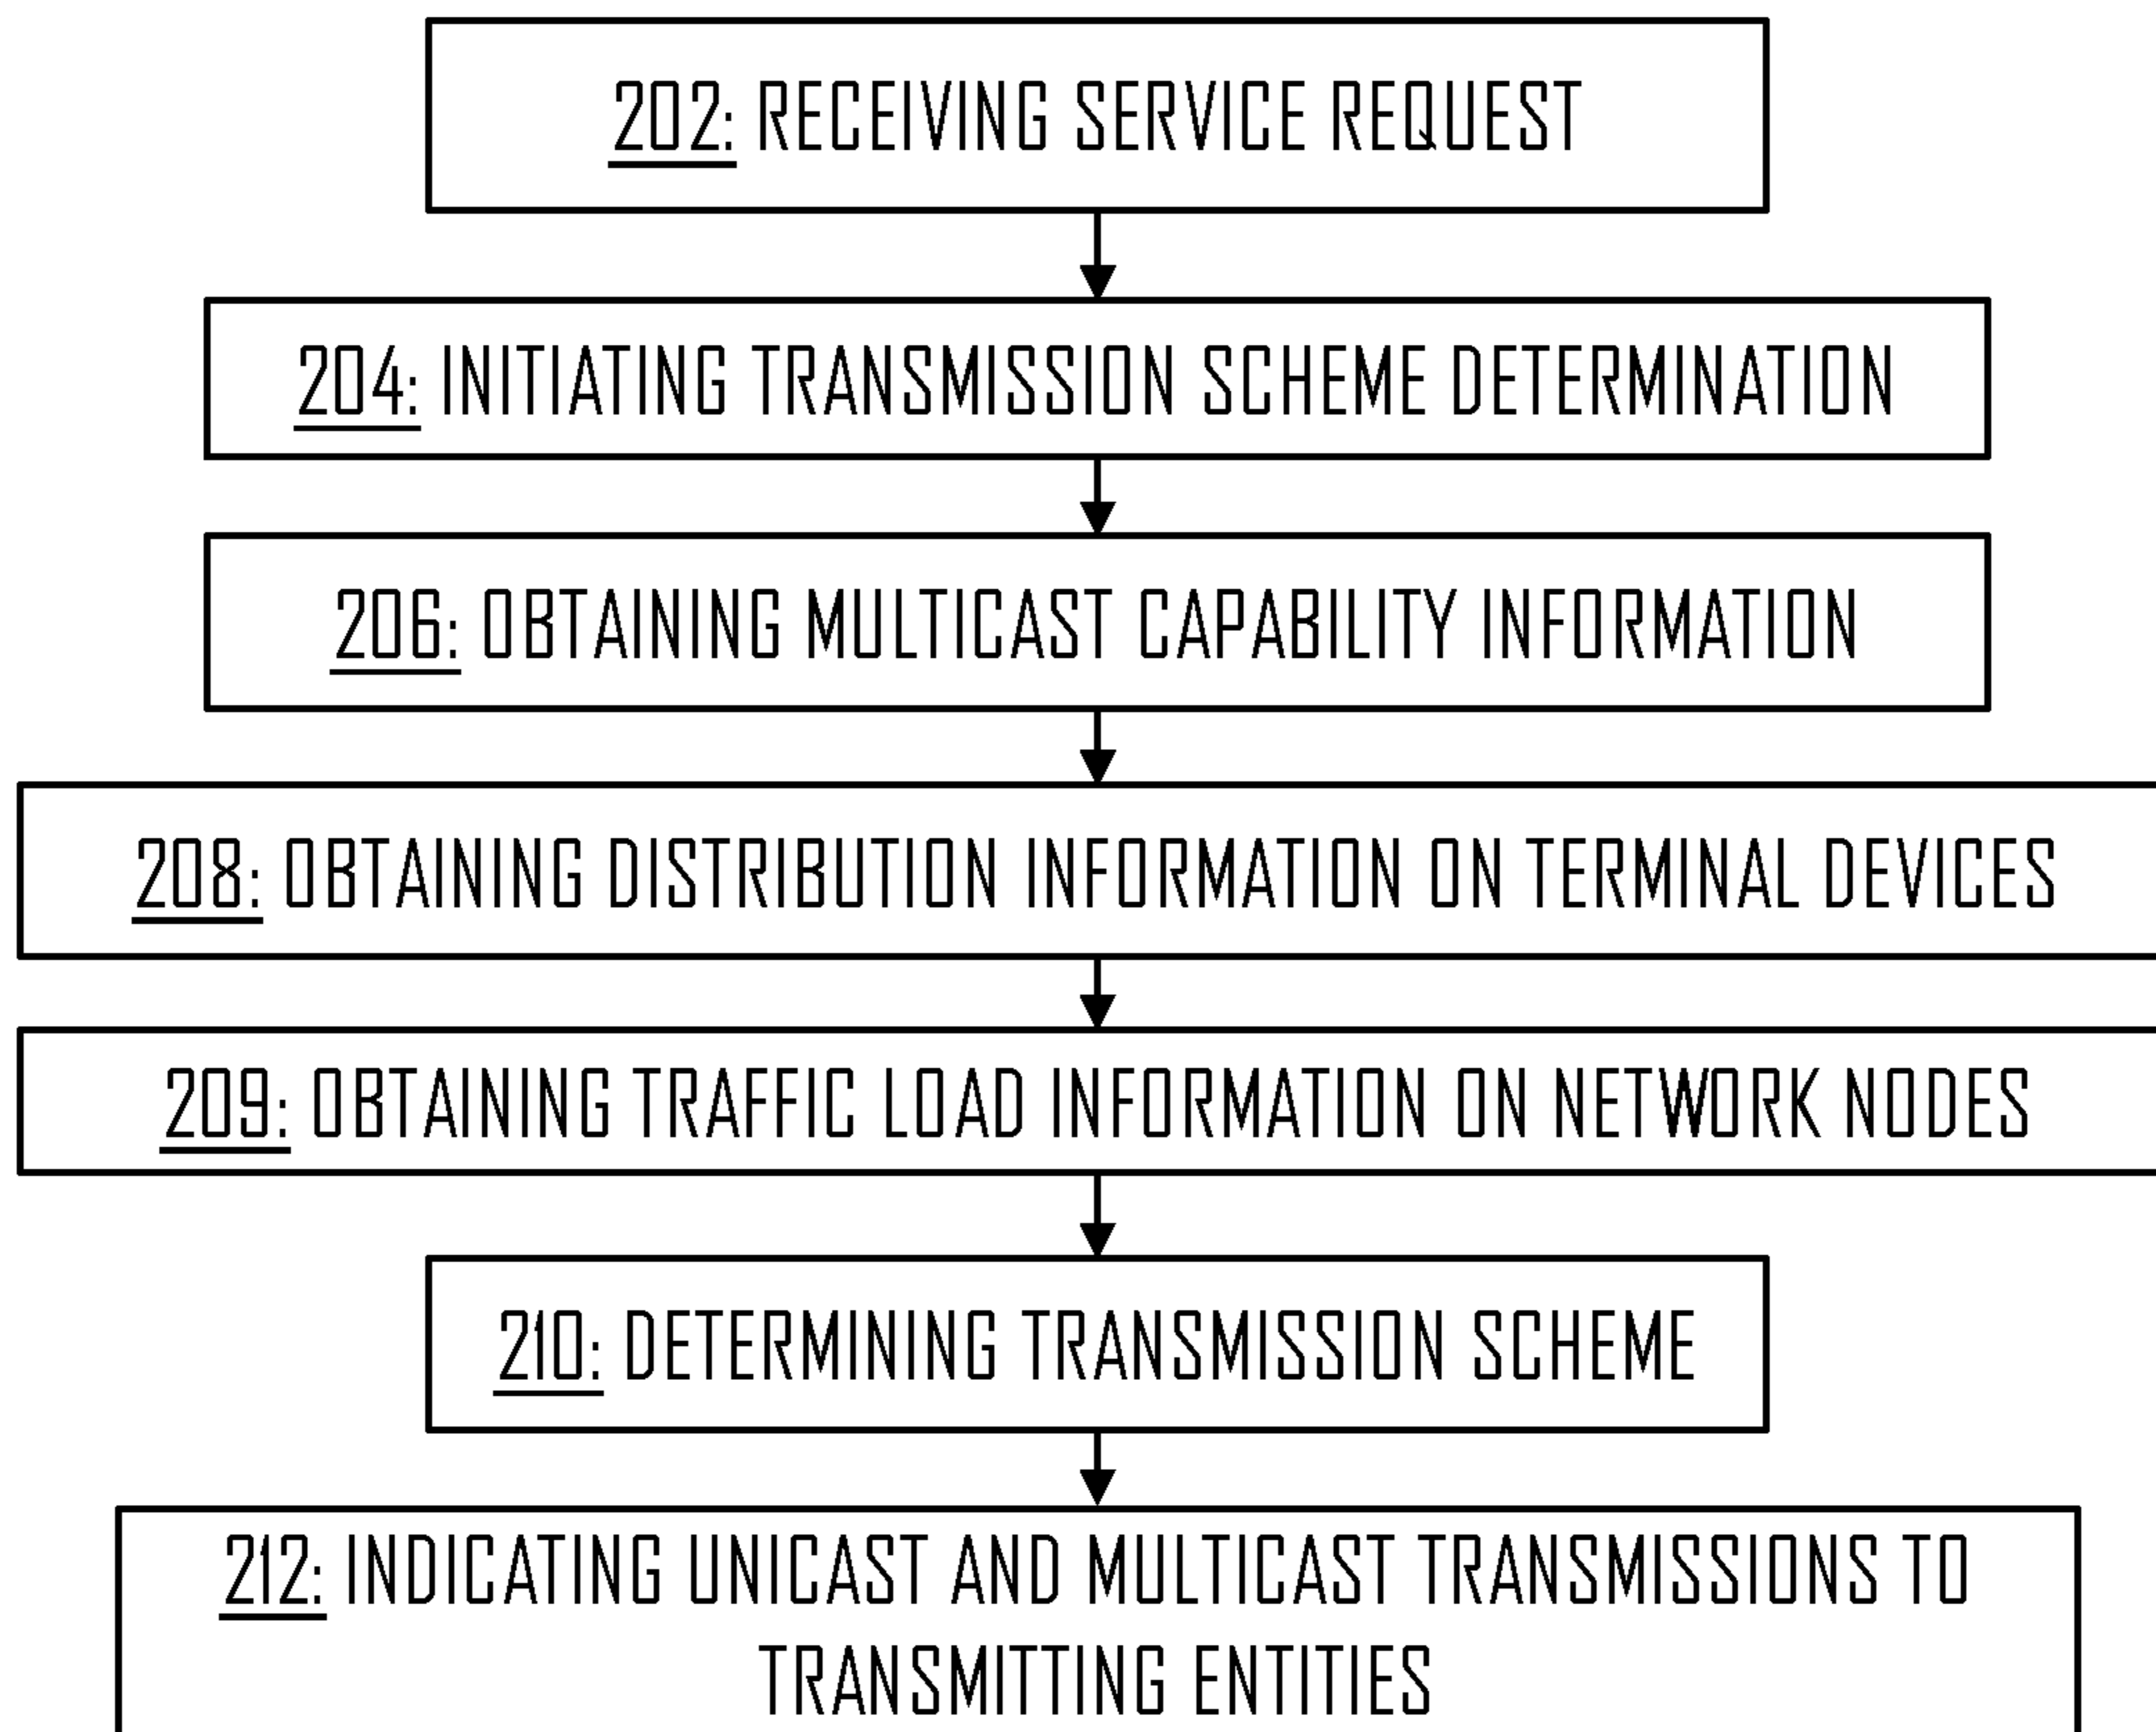 202: RECEIVING SERVICE REQUEST
204: INITIATING TRANSMISSION SCHEME DETERMINATION
206: OBTAINING MULTICAST CAPABILITY INFORMATION
208: OBTAINING DISTRIBUTION INFORMATION ON TERMINAL DEVICES
209: OBTAINING TRAFFIC LOAD INFORMATION ON NETWORK NODES
210: DETERMINING TRANSMISSION SCHEME
212: INDICATING UNICAST AND MULTICAST TRANSMISSIONS TO
TRANSMITTING ENTITIES